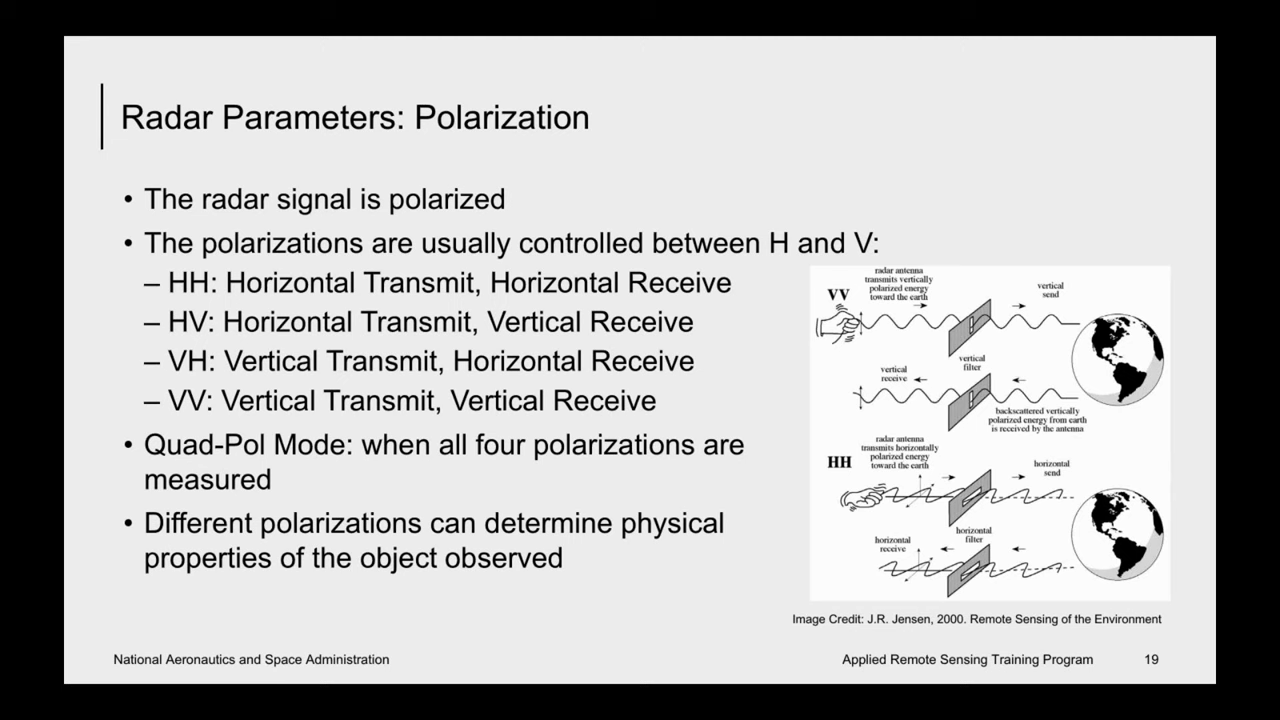 Radar Parameters: Polarization
• The radar signal is polarized
• The polarizations are usually controlled between H and V:
– HH: Horizontal Transmit, Horizontal Receive
– HV: Horizontal Transmit, Vertical Receive
– VH: Vertical Transmit, Horizontal Receive
– VV: Vertical Transmit, Vertical Receive
• Quad-Pol Mode: when all four polarizations are
measured
• Different polarizations can determine physical
properties of the object observed
VV
radar antenna
transmits vertically
polarized energy
toward the earth
vertical
send
vertical
filter
vertical
receive
backscattered vertically
polarized energy from earth
is received by the antenna
HH
radar antenna
transmits horizontally
polarized energy
toward the earth
horizontal
send
horizontal
filter
horizontal
receive
Image Credit: J.R. Jensen, 2000. Remote Sensing of the Environment
National Aeronautics and Space Administration
Applied Remote Sensing Training Program
19